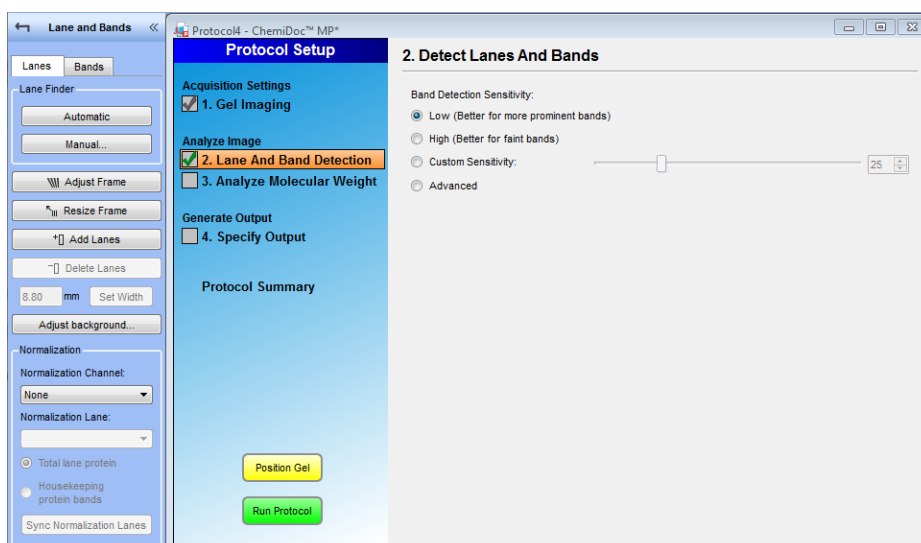 Lane and Bands
Lanes
Bands
Lane Finder
Automatic
Manual...
Adjust Frame
Resize Frame
Add Lanes
Delete Lanes
8.80 mm Set Width
Adjust background...
Normalization
Normalization Channel:
None
Normalization Lane:
Total lane protein
Housekeeping
protein bands
Sync Normalization Lanes
Protocol4 - ChemiDoc™ MP*
Protocol Setup
Acquisition Settings
1. Gel Imaging
Analyze Image
2. Lane And Band Detection
3. Analyze Molecular Weight
Generate Output
4. Specify Output
Protocol Summary
Position Gel
Run Protocol
2. Detect Lanes And Bands
Band Detection Sensitivity:
Low (Better for more prominent bands)
High (Better for faint bands)
Custom Sensitivity:
25
Advanced